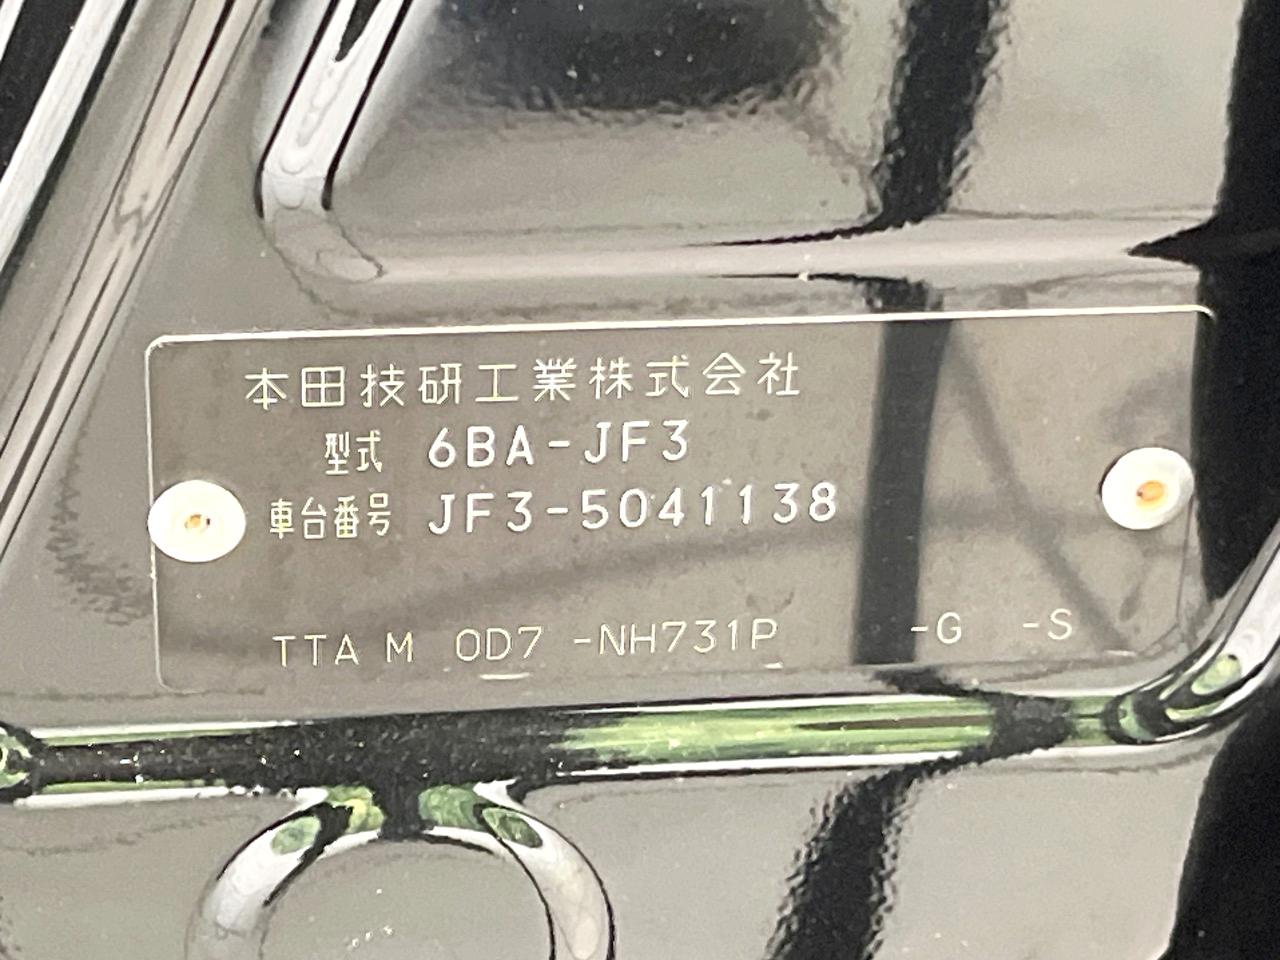 本田技研工業株式会社
型式 6BA-JF3
車台番号 JF3-5041138
TTA M 0D7 -NH731P -G -S